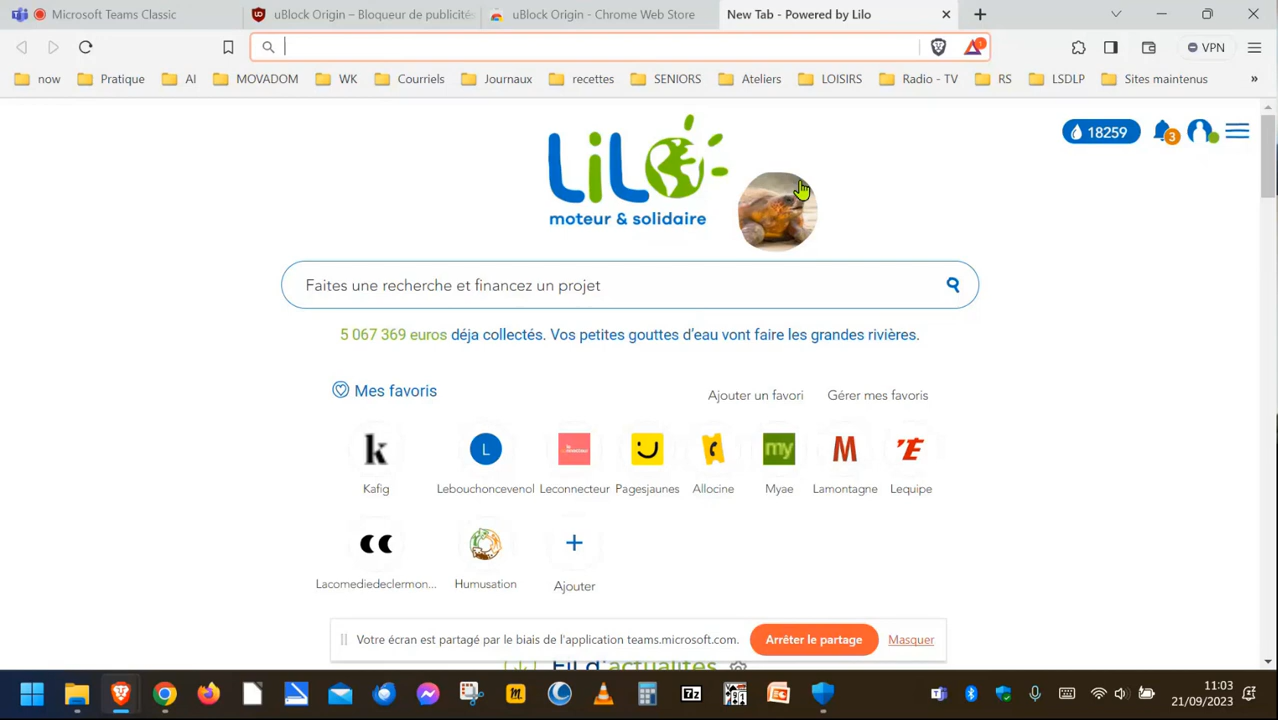 Microsoft Teams Classic
uBlock Origin – Bloqueur de publicités
uBlock Origin - Chrome Web Store
New Tab - Powered by Lilo
VPN
now
Pratique
AI
MOVADOM
WK
Courriels
Journaux
recettes
SENIORS
Ateliers
LOISIRS
Radio - TV
RS
LSDLP
Sites maintenus
»
LiLO
moteur & solidaire
18259
3
Faites une recherche et financez un projet
5 067 369 euros déja collectés. Vos petites gouttes d'eau vont faire les grandes rivières.
Mes favoris
Ajouter un favori
Gérer mes favoris
k
L
my
M
Kafig
Lebouchoncevenol
Leconnecteur
Pagesjaunes
Allocine
Myae
Lamontagne
Lequipe
Lacomediedeclermon...
Humusation
Ajouter
Votre écran est partagé par le biais de l'application teams.microsoft.com.
Arrêter le partage
Masquer
Fil d'actualités
11:03
21/09/2023